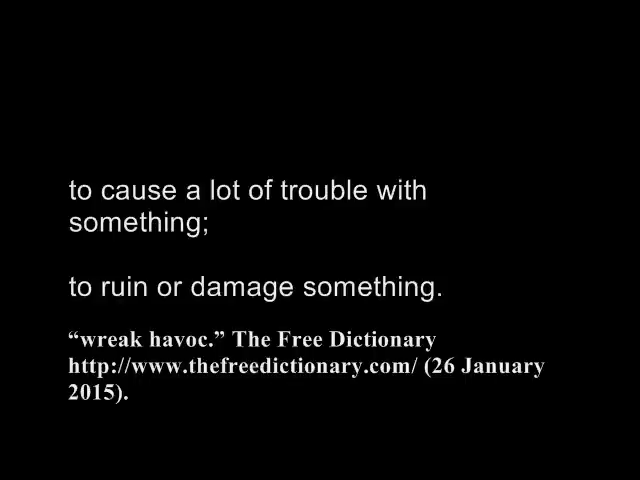 to cause a lot of trouble with
something;
to ruin or damage something.
“wreak havoc.” The Free Dictionary
http://www.thefreedictionary.com/ (26 January
2015).